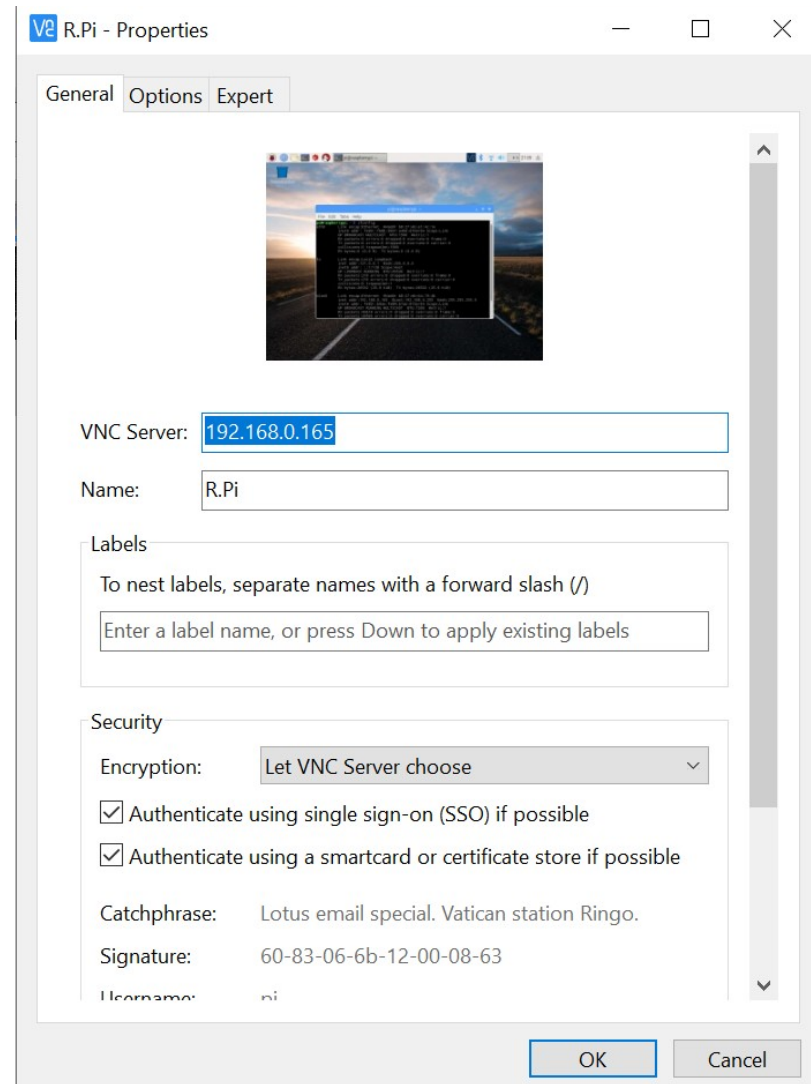 V2 R.Pi - Properties
General Options Expert
VNC Server: 192.168.0.165
Name: R.Pi
Labels
To nest labels, separate names with a forward slash (/)
Enter a label name, or press Down to apply existing labels
Security
Encryption: Let VNC Server choose
Authenticate using single sign-on (SSO) if possible
Authenticate using a smartcard or certificate store if possible
Catchphrase: Lotus email special. Vatican station Ringo.
Signature: 60-83-06-6b-12-00-08-63
Username: pi
OK Cancel